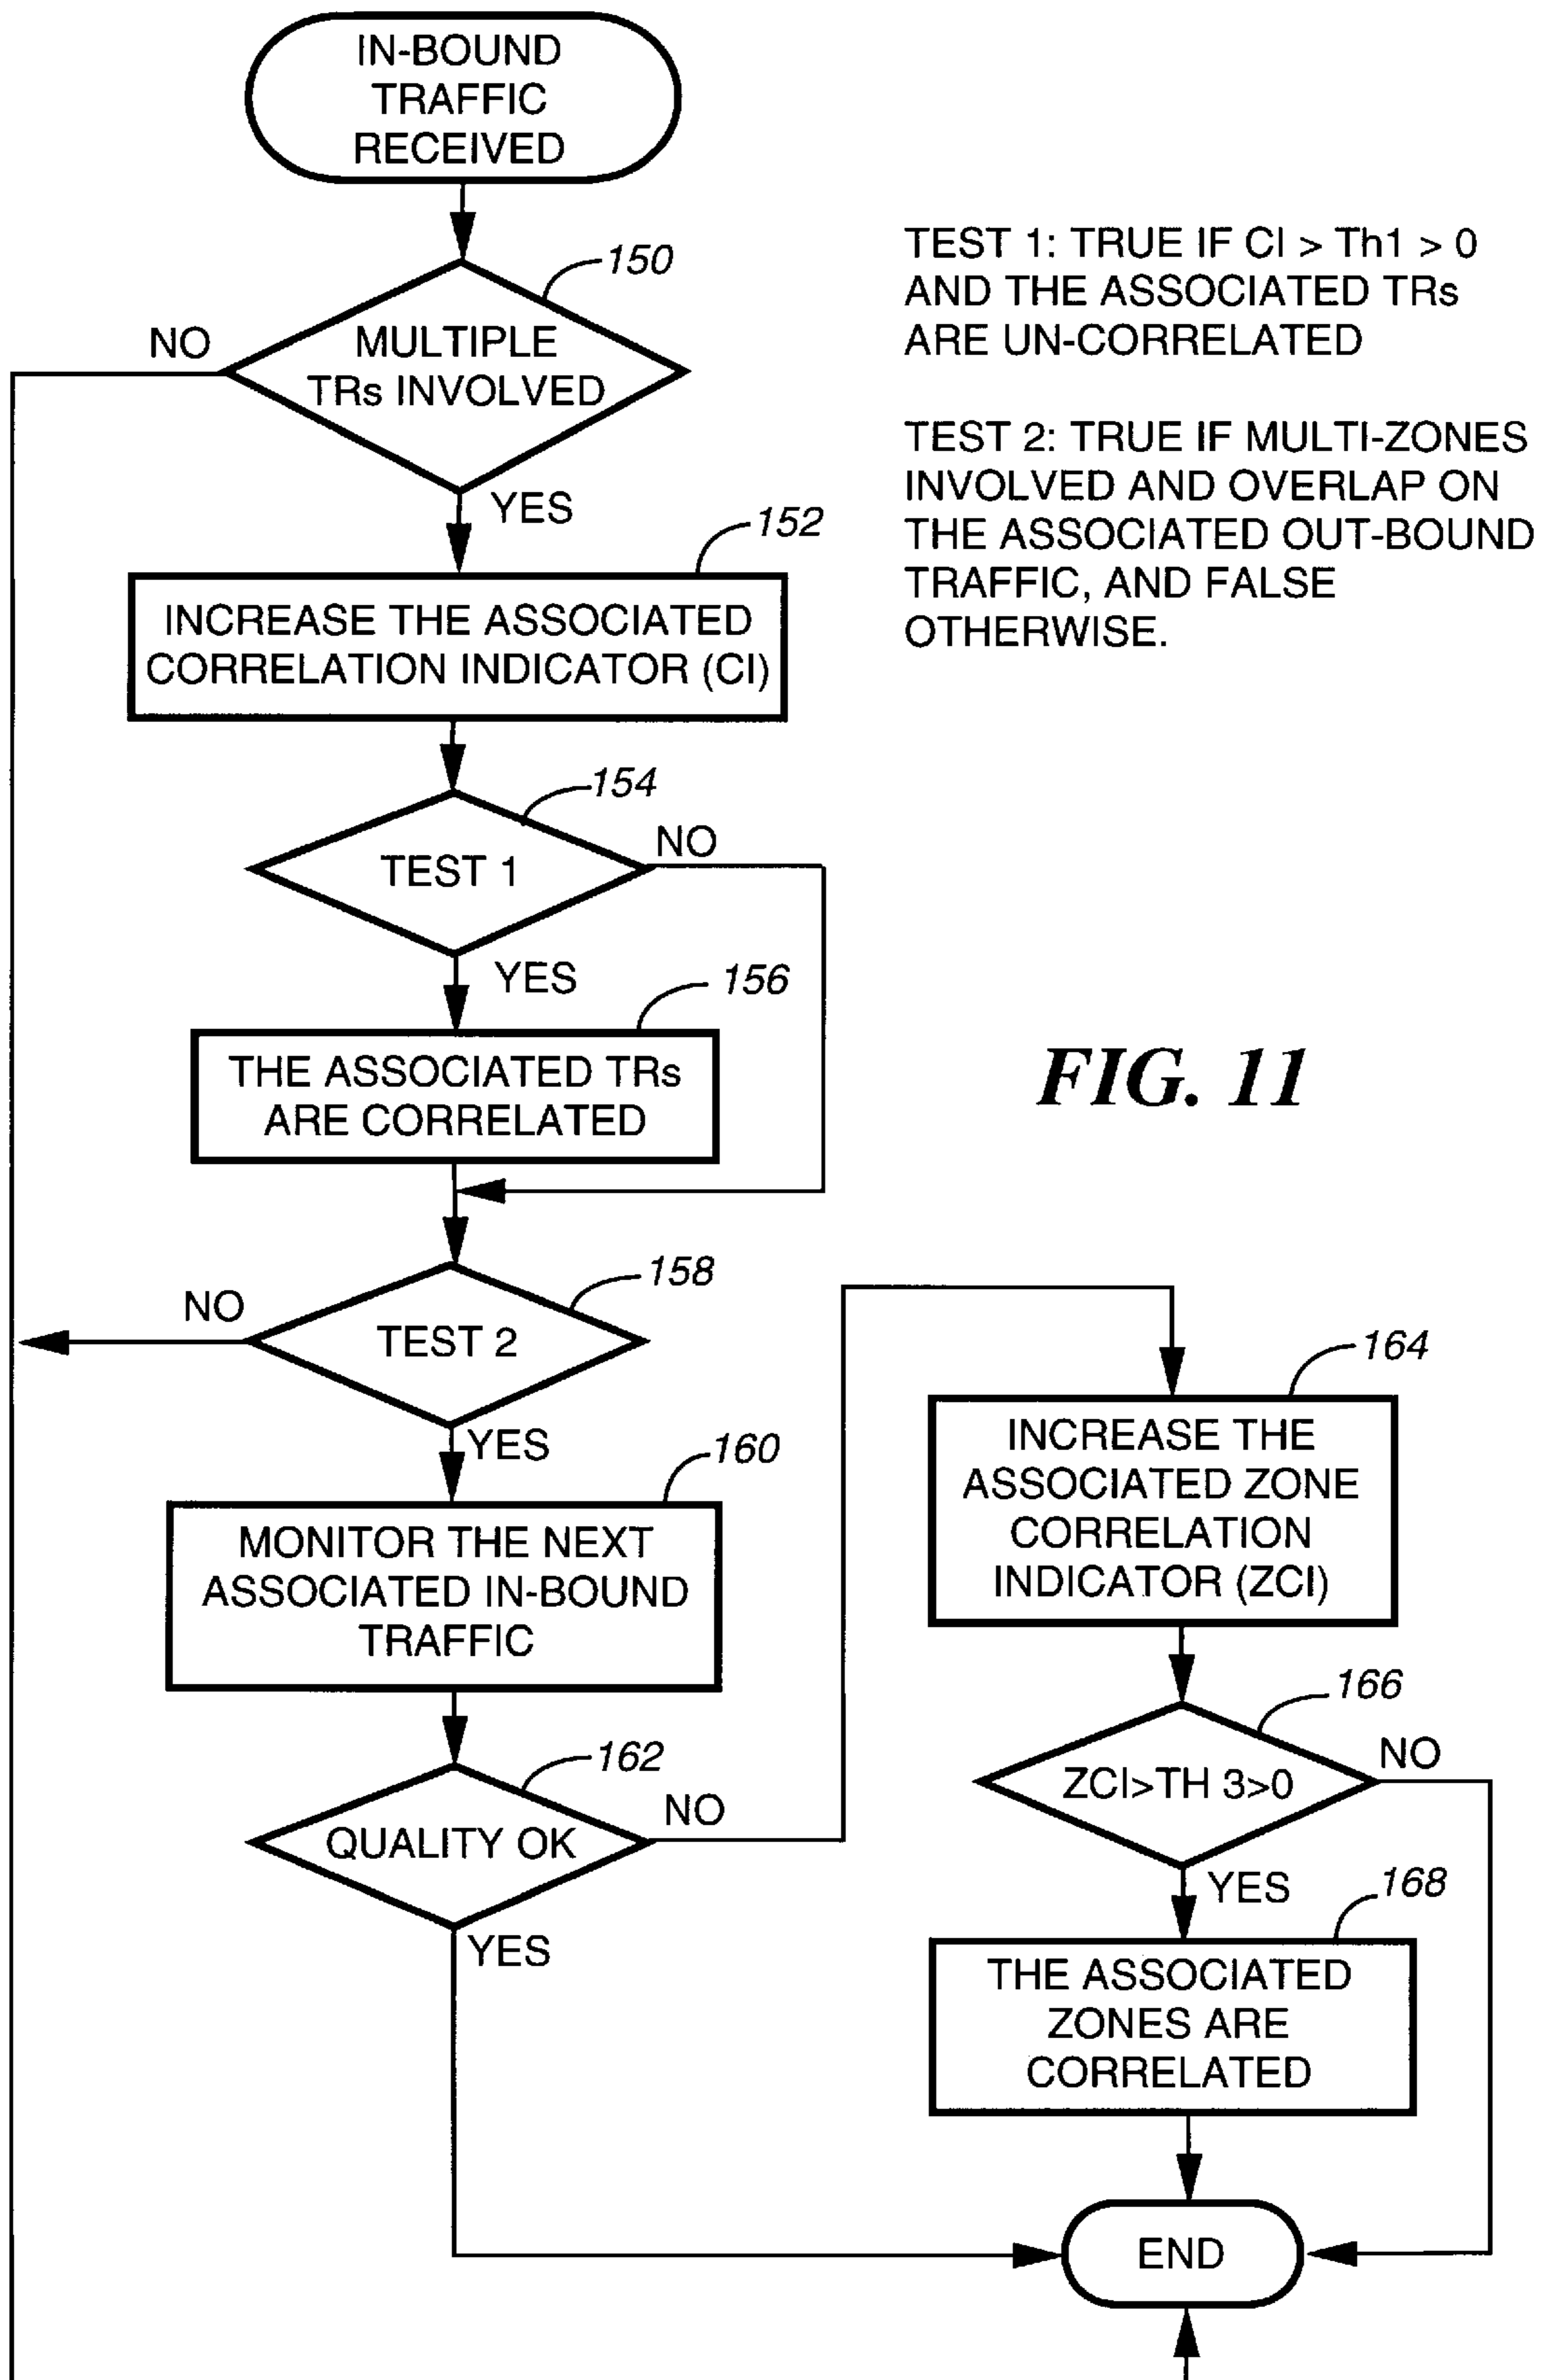 IN-BOUND
TRAFFIC
RECEIVED
150
NO
MULTIPLE
TRs INVOLVED
YES
TEST 1: TRUE IF CI > Th1 > 0
AND THE ASSOCIATED TRs
ARE UN-CORRELATED
TEST 2: TRUE IF MULTI-ZONES
INVOLVED AND OVERLAP ON
THE ASSOCIATED OUT-BOUND
TRAFFIC, AND FALSE
OTHERWISE.
152
INCREASE THE ASSOCIATED
CORRELATION INDICATOR (CI)
154
TEST 1
NO
YES
156
THE ASSOCIATED TRs
ARE CORRELATED
FIG. 11
158
NO
TEST 2
YES
160
MONITOR THE NEXT
ASSOCIATED IN-BOUND
TRAFFIC
162
QUALITY OK
NO
YES
164
INCREASE THE
ASSOCIATED ZONE
CORRELATION
INDICATOR (ZCI)
166
ZCI>TH 3>0
NO
YES
168
THE ASSOCIATED
ZONES ARE
CORRELATED
END